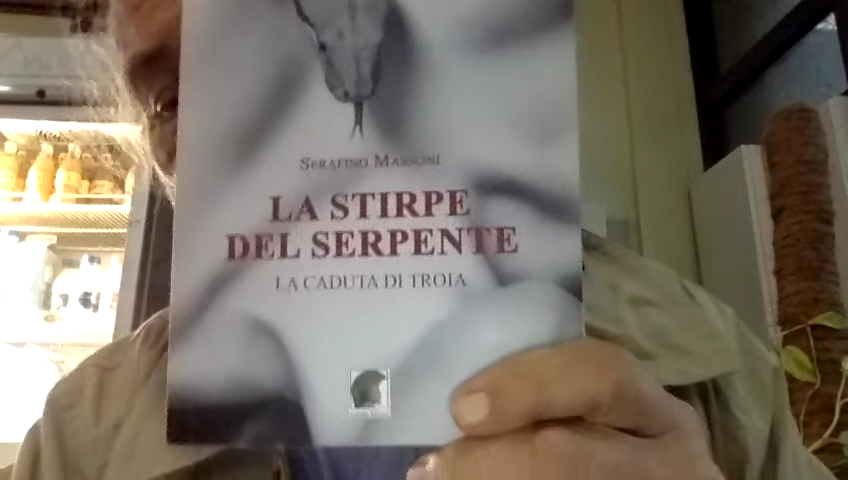 SERAFINO MASSONI
LA STIRPE
DEL SERPENTE
LA CADUTA DI TROIA